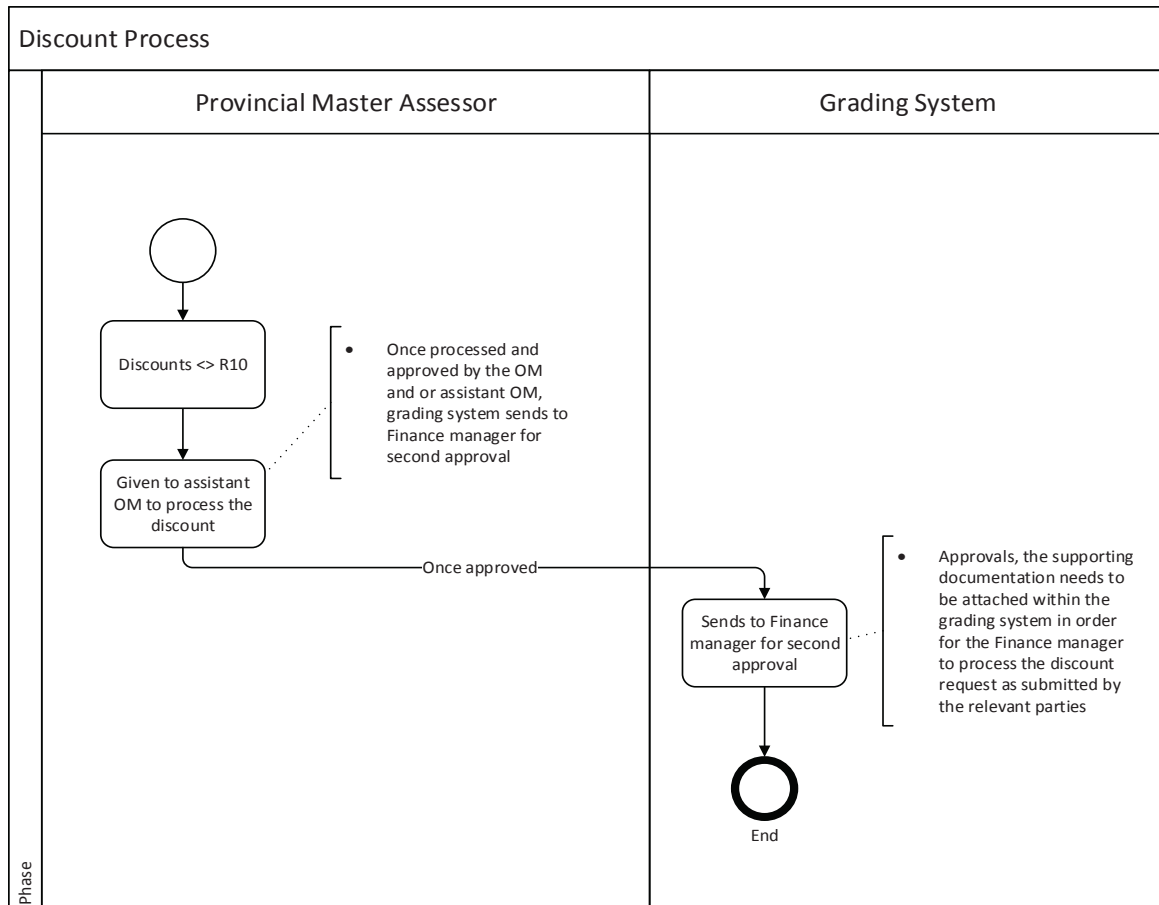 Discount Process
Provincial Master Assessor
Grading System
Discounts <> R10
• Once processed and
approved by the OM
and or assistant OM,
grading system sends to
Finance manager for
second approval
Given to assistant
OM to process the
discount
Once approved
• Approvals, the supporting
documentation needs to
be attached within the
grading system in order
for the Finance manager
to process the discount
request as submitted by
the relevant parties
Sends to Finance
manager for second
approval
End
Phase